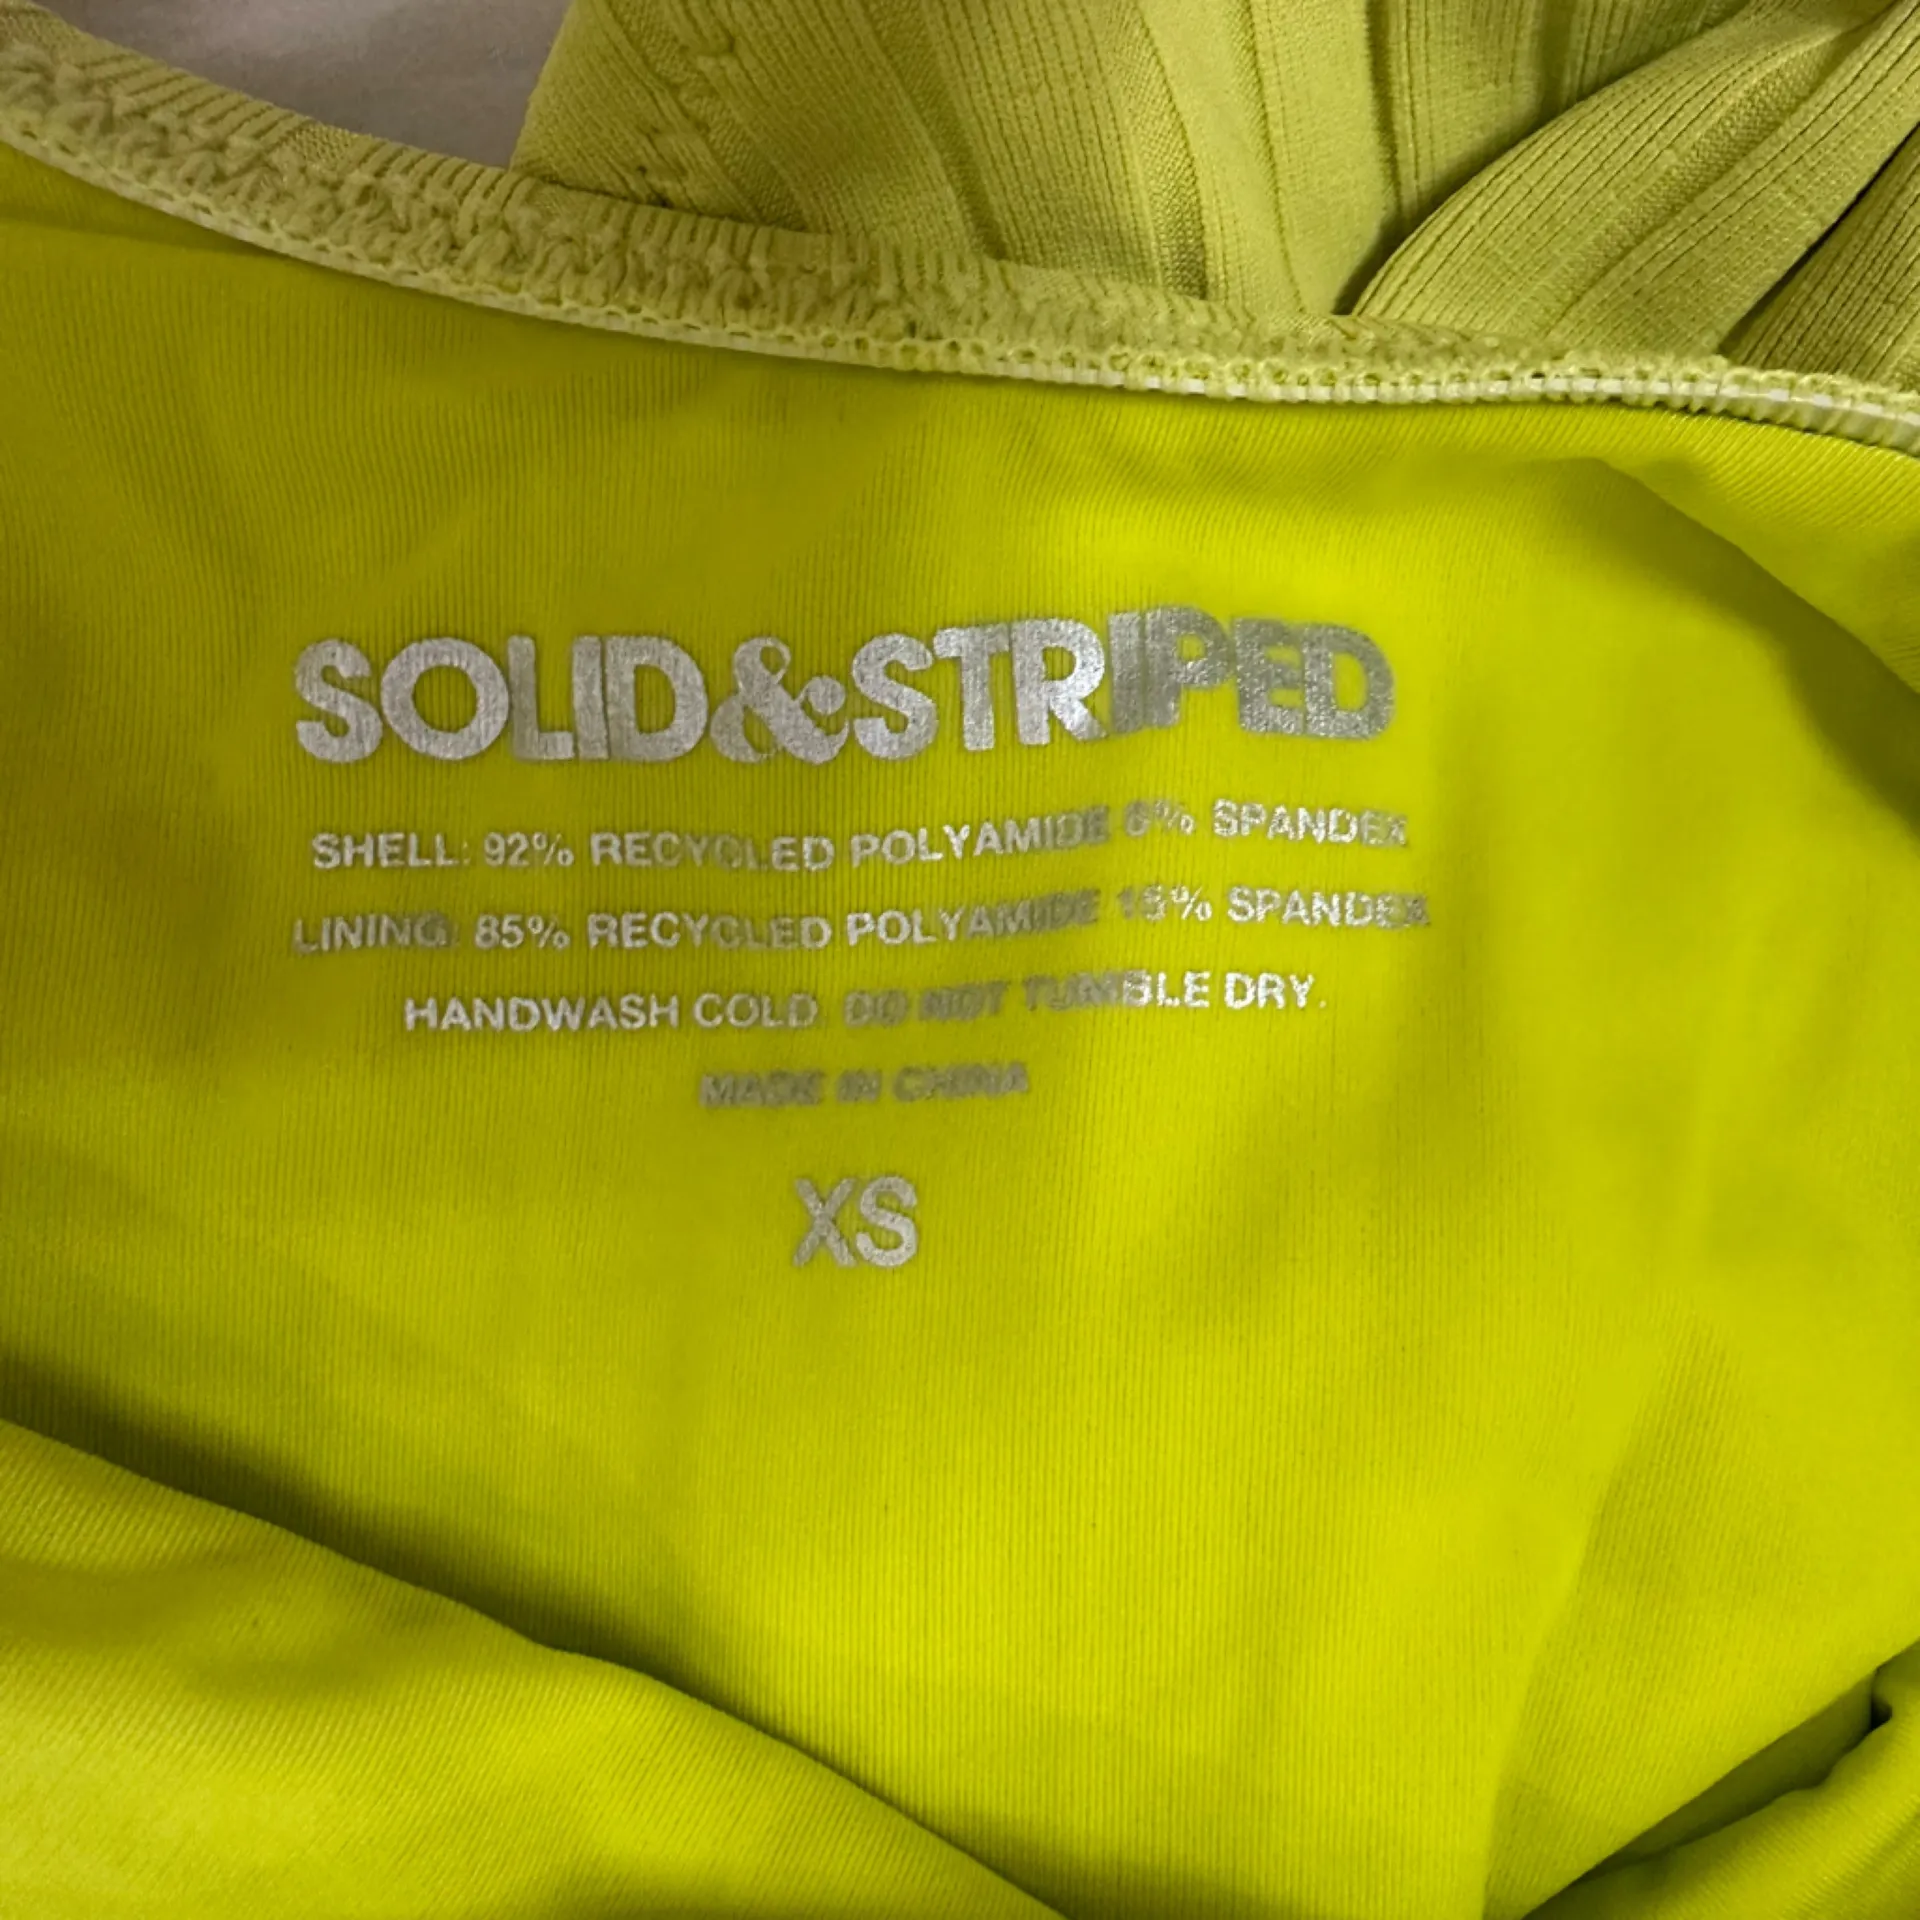 SOLID&STRIPED
SHELL: 92% RECYCLED POLYAMIDE 8% SPANDEX
LINING: 85% RECYCLED POLYAMIDE 15% SPANDEX
HANDWASH COLD. DO NOT TUMBLE DRY.
MADE IN CHINA
XS